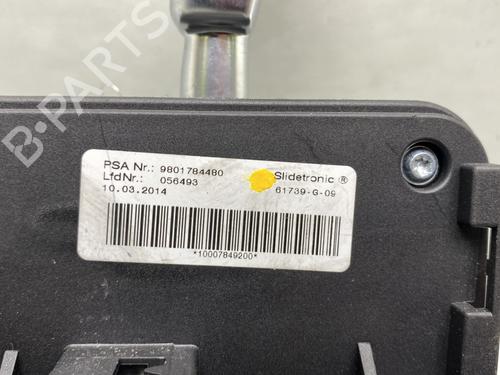 B-PARTS
PSA Nr.: 9801784480
LfdNr.: 056493
10.03.2014
Slidetronic ®
61739-G-09
*10007849200*